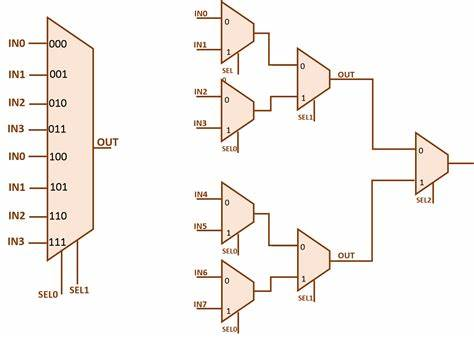 IN0 000
IN1 001
IN2 010
IN3 011
IN0 100
IN1 101
IN2 110
IN3 111
OUT
SEL0
SEL1
IN0 0
IN1 1
SEL
0
IN2 0
IN3 1
SEL0
0
1
OUT
SEL1
IN4 0
IN5 1
SEL0
IN6 0
IN7 1
SEL0
0
1
OUT
SEL1
0
1
SEL2